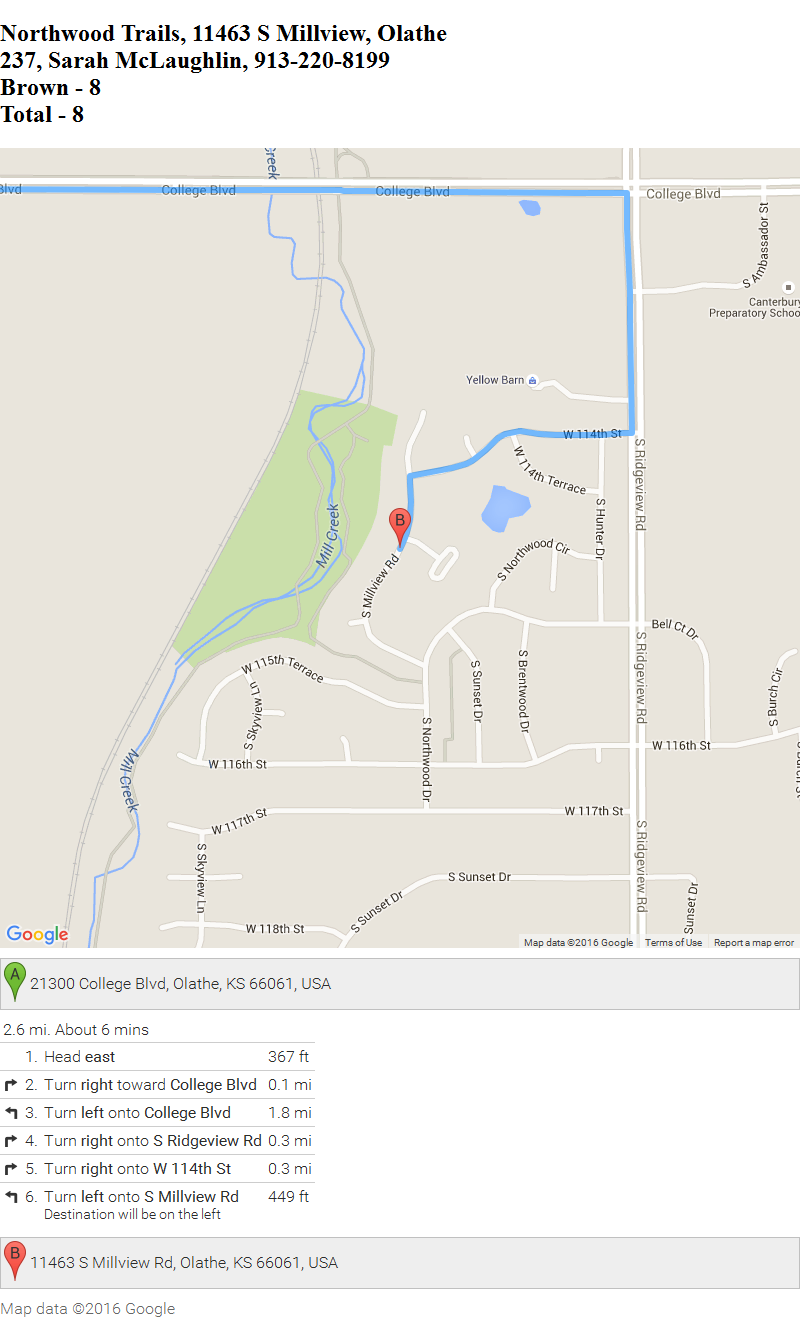 Northwood Trails, 11463 S Millview, Olathe
237, Sarah McLaughlin, 913-220-8199
Brown - 8
Total - 8
Creek
Blvd
College Blvd
College Blvd
College Blvd
S Ambassador St
Canterbury
Preparatory Schoo
Yellow Barn
W 114th St
W 114th Terrace
S Ridgeview Rd
S Hunter Dr
B
Mill Creek
S Northwood Cir
S Millview Rd
Bell Ct Dr
S Ridgeview Rd
W 115th Terrace
S Skyview Ln
S Sunset Dr
S Brentwood Dr
S Burch Cir
S Northwood Dr
W 116th St
W 116th St
Mill Creek
W 117th St
W 117th St
S Ridgeview Rd
S Skyview Ln
S Sunset Dr
S Sunset Dr
Sunset Dr
W 118th St
Google
Map data ©2016 Google Terms of Use Report a map error
A
21300 College Blvd, Olathe, KS 66061, USA
2.6 mi. About 6 mins
1. Head east 367 ft
2. Turn right toward College Blvd 0.1 mi
3. Turn left onto College Blvd 1.8 mi
4. Turn right onto S Ridgeview Rd 0.3 mi
5. Turn right onto W 114th St 0.3 mi
6. Turn left onto S Millview Rd 449 ft
Destination will be on the left
B
11463 S Millview Rd, Olathe, KS 66061, USA
Map data ©2016 Google